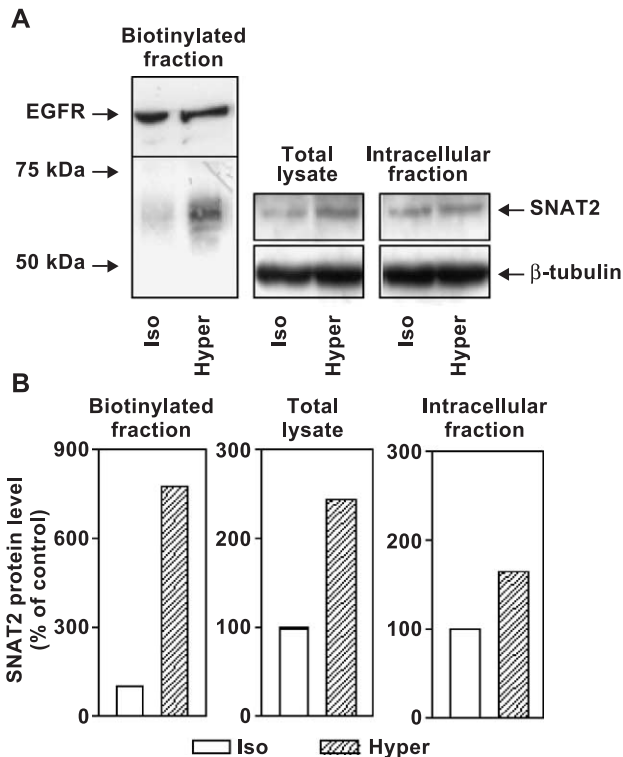 A
Biotinylated
fraction
EGFR
75 kDa
50 kDa
Total
lysate
Intracellular
fraction
SNAT2
β-tubulin
Iso
Hyper
Iso
Hyper
Iso
Hyper
B
Biotinylated
fraction
Total
lysate
Intracellular
fraction
SNAT2 protein level
(% of control)
900
600
300
0
300
200
100
0
300
200
100
0
Iso
Hyper